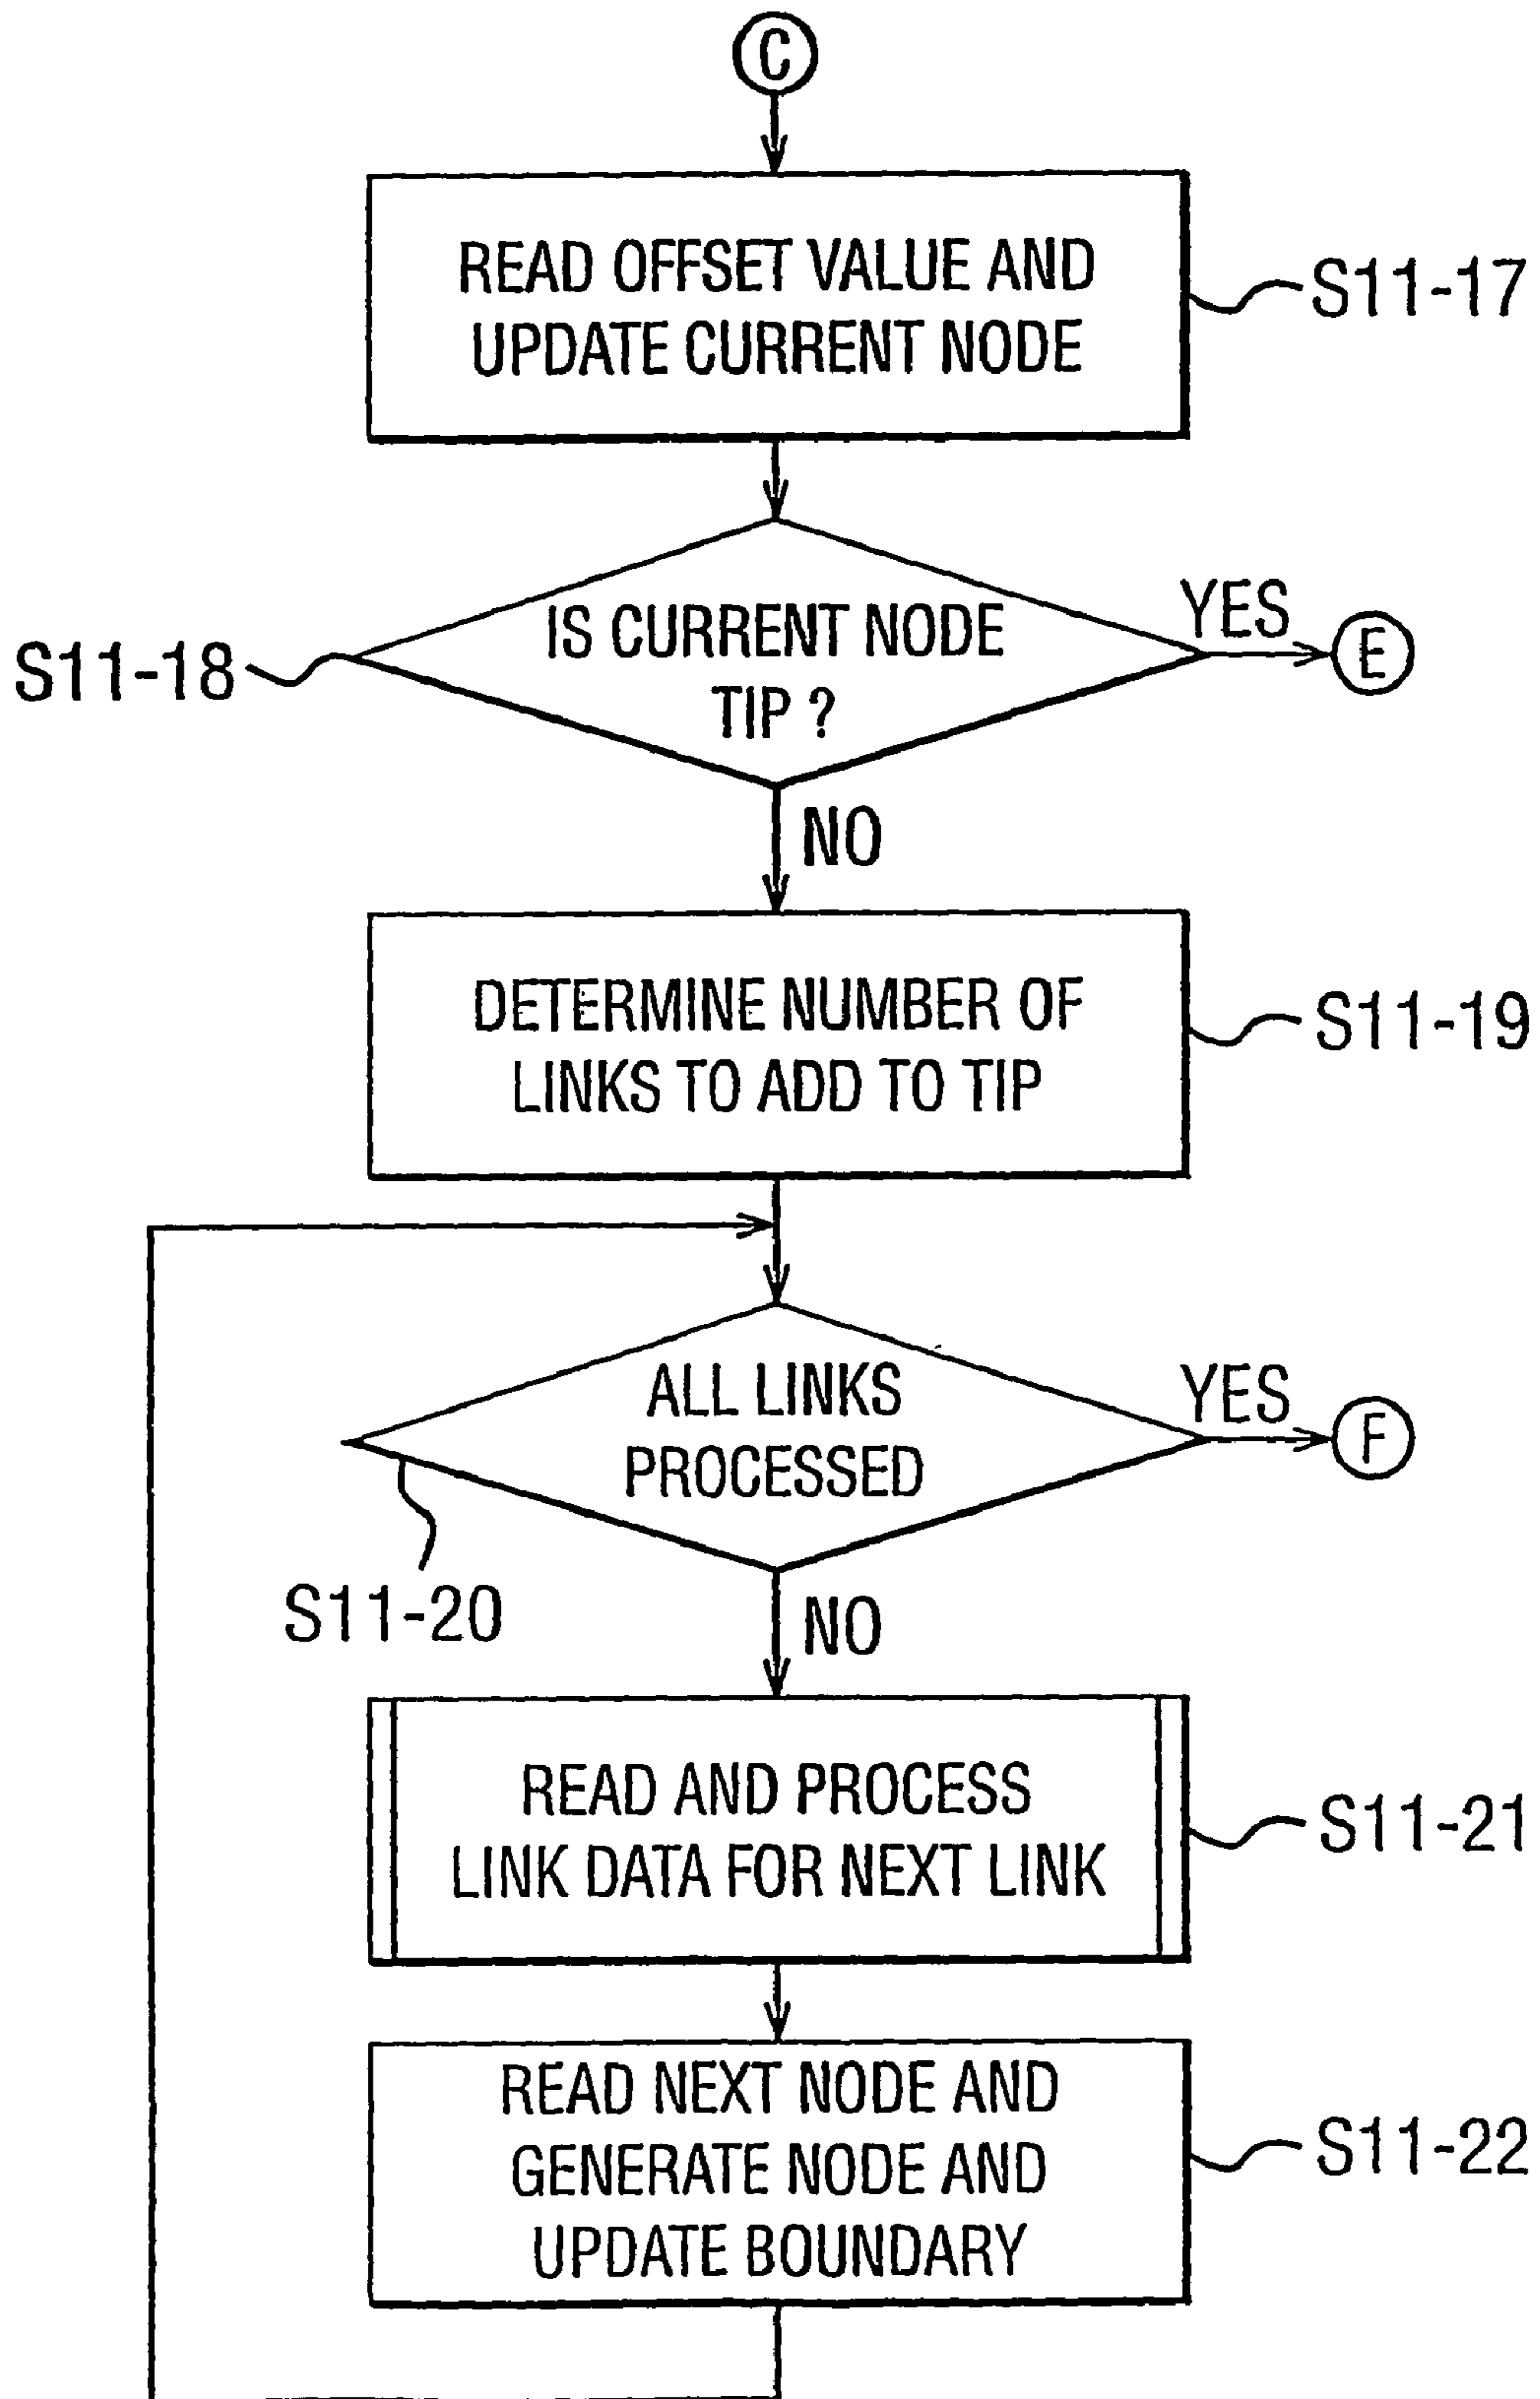 C
READ OFFSET VALUE AND
UPDATE CURRENT NODE
S11-17
IS CURRENT NODE
TIP ?
YES
E
S11-18
NO
DETERMINE NUMBER OF
LINKS TO ADD TO TIP
S11-19
ALL LINKS
PROCESSED
YES
F
S11-20
NO
READ AND PROCESS
LINK DATA FOR NEXT LINK
S11-21
READ NEXT NODE AND
GENERATE NODE AND
UPDATE BOUNDARY
S11-22